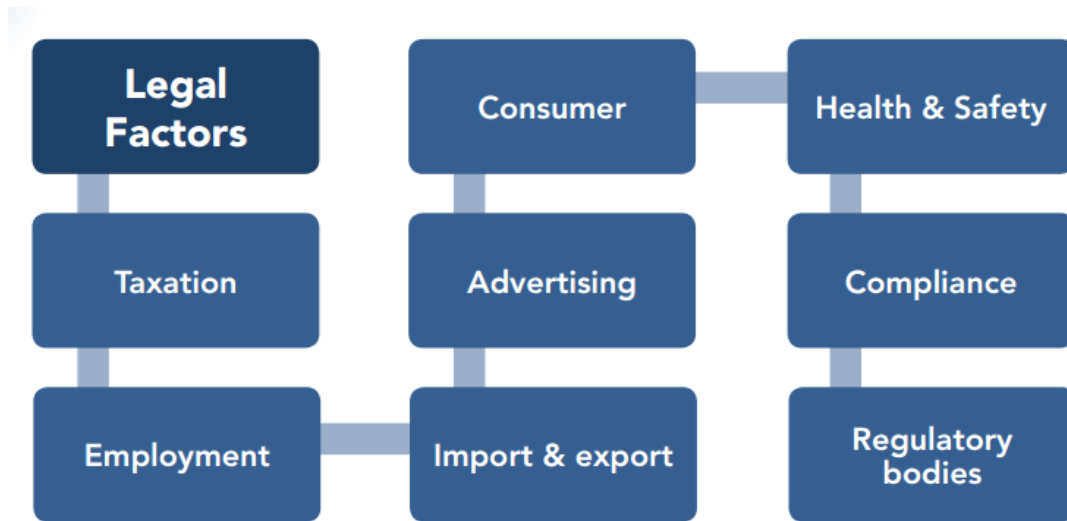 Legal
Factors
Taxation
Employment
Import & export
Advertising
Consumer
Health & Safety
Compliance
Regulatory
bodies